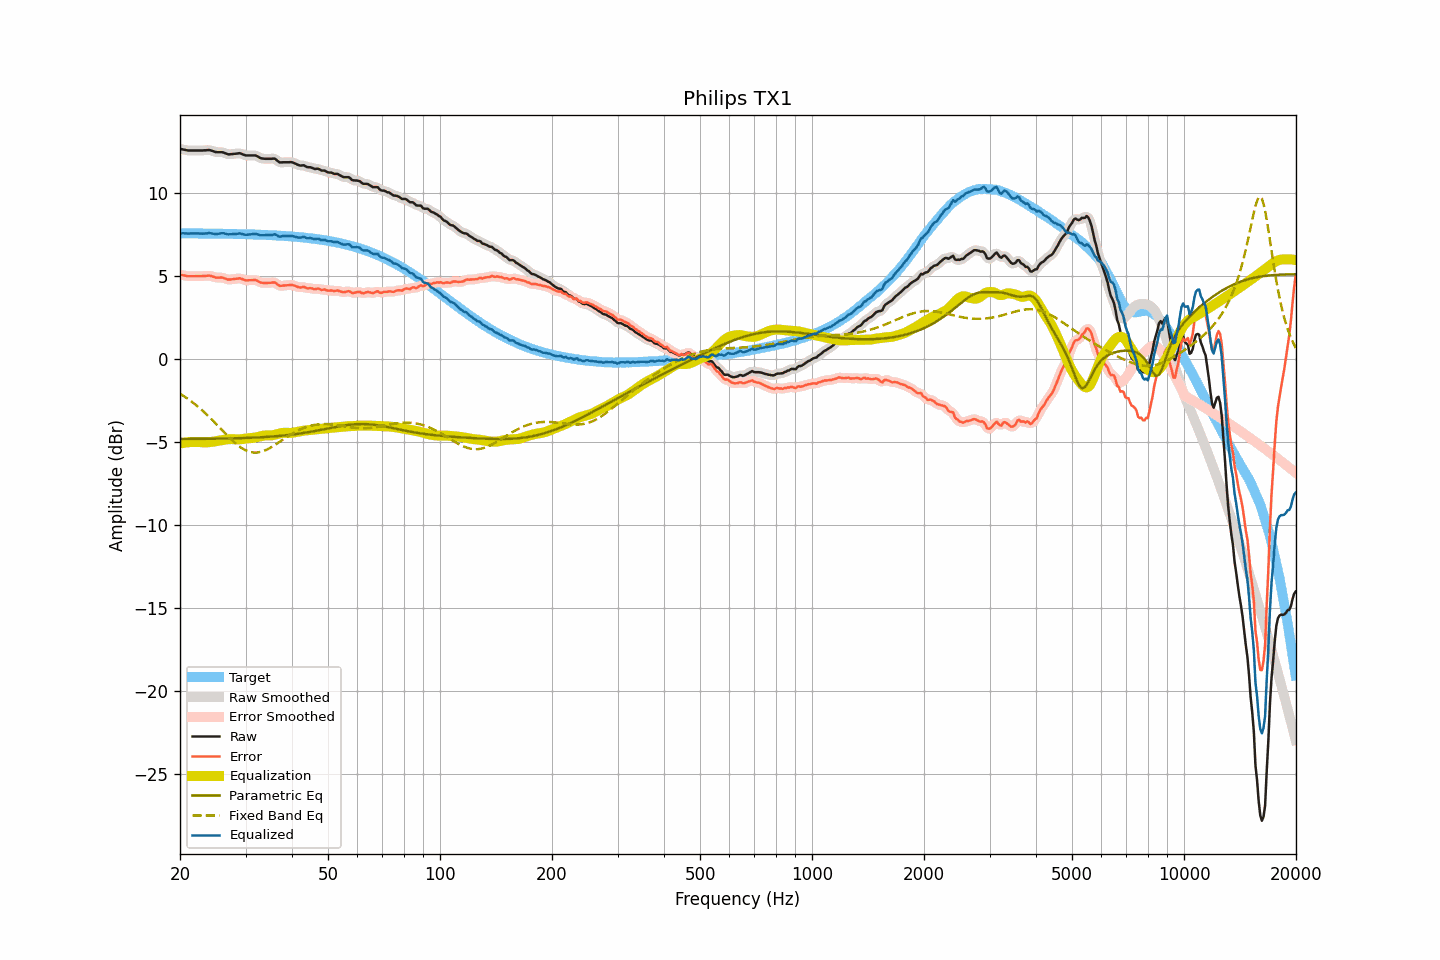 Philips TX1
10
5
0
−5
−10
−15
−20
−25
Amplitude (dBr)
Target
Raw Smoothed
Error Smoothed
Raw
Error
Equalization
Parametric Eq
Fixed Band Eq
Equalized
20 50 100 200 500 1000 2000 5000 10000 20000
Frequency (Hz)